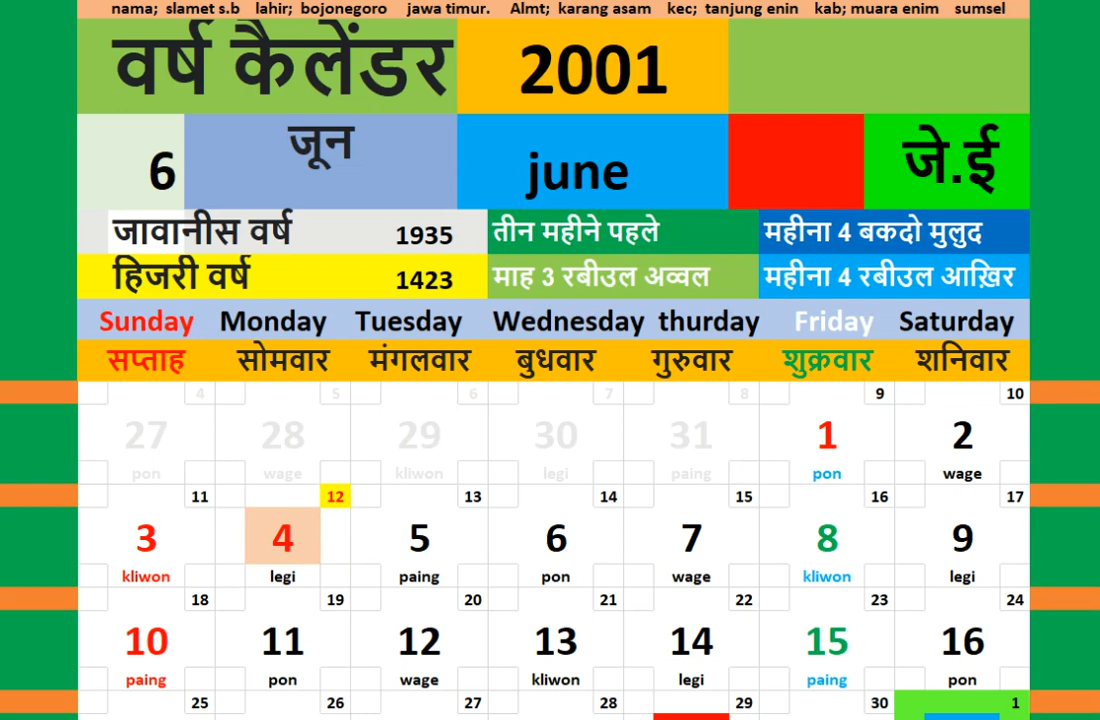 nama; slamet s.b lahir; bojonegoro jawa timur. Almt; karang asam kec; tanjung enin kab; muara enim sumsel
वर्ष कैलेंडर 2001
6 जून june जे.ई
जावानीस वर्ष 1935 तीन महीने पहले महीना 4 बकदो मुलुद
हिजरी वर्ष 1423 माह 3 रबीउल अव्वल महीना 4 रबीउल आख़िर
Sunday Monday Tuesday Wednesday thurday Friday Saturday
सप्ताह सोमवार मंगलवार बुधवार गुरुवार शुक्रवार शनिवार
4 5 6 7 8 9 10
27 28 29 30 31 1 2
pon wage kliwon legi paing pon wage
11 12 13 14 15 16 17
3 4 5 6 7 8 9
kliwon legi paing pon wage kliwon legi
18 19 20 21 22 23 24
10 11 12 13 14 15 16
paing pon wage kliwon legi paing pon
25 26 27 28 29 30 1